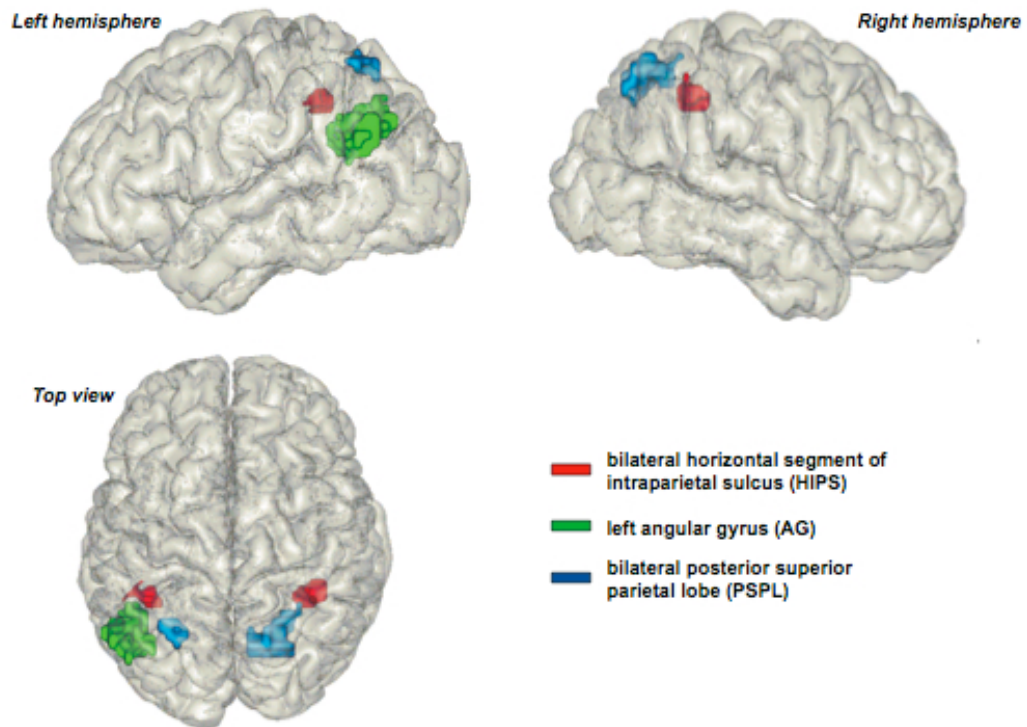 Left hemisphere
Right hemisphere
Top view
bilateral horizontal segment of
intraparietal sulcus (HIPS)
left angular gyrus (AG)
bilateral posterior superior
parietal lobe (PSPL)